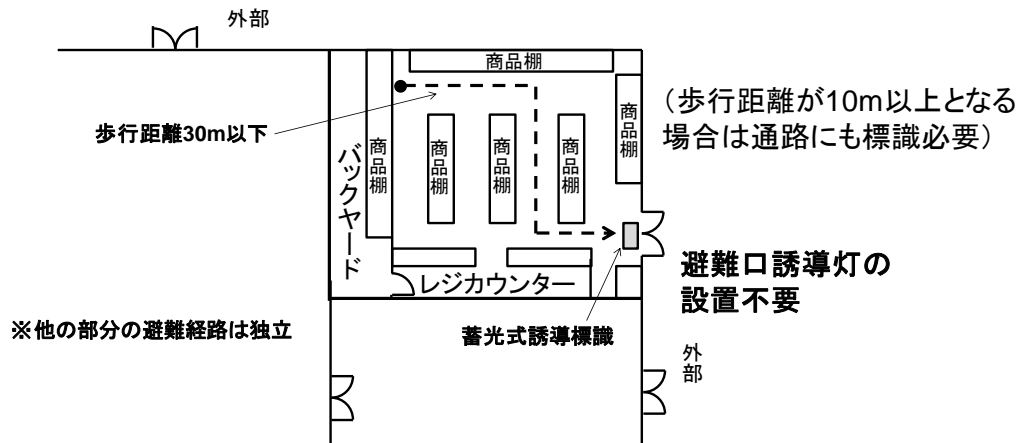 外部
商品棚
（歩行距離が10m以上となる
場合は通路にも標識必要）
歩行距離30m以下
商品棚
商品棚
商品棚
商品棚
商品棚
バックヤード
避難口誘導灯の
設置不要
レジカウンター
※他の部分の避難経路は独立
蓄光式誘導標識
外部